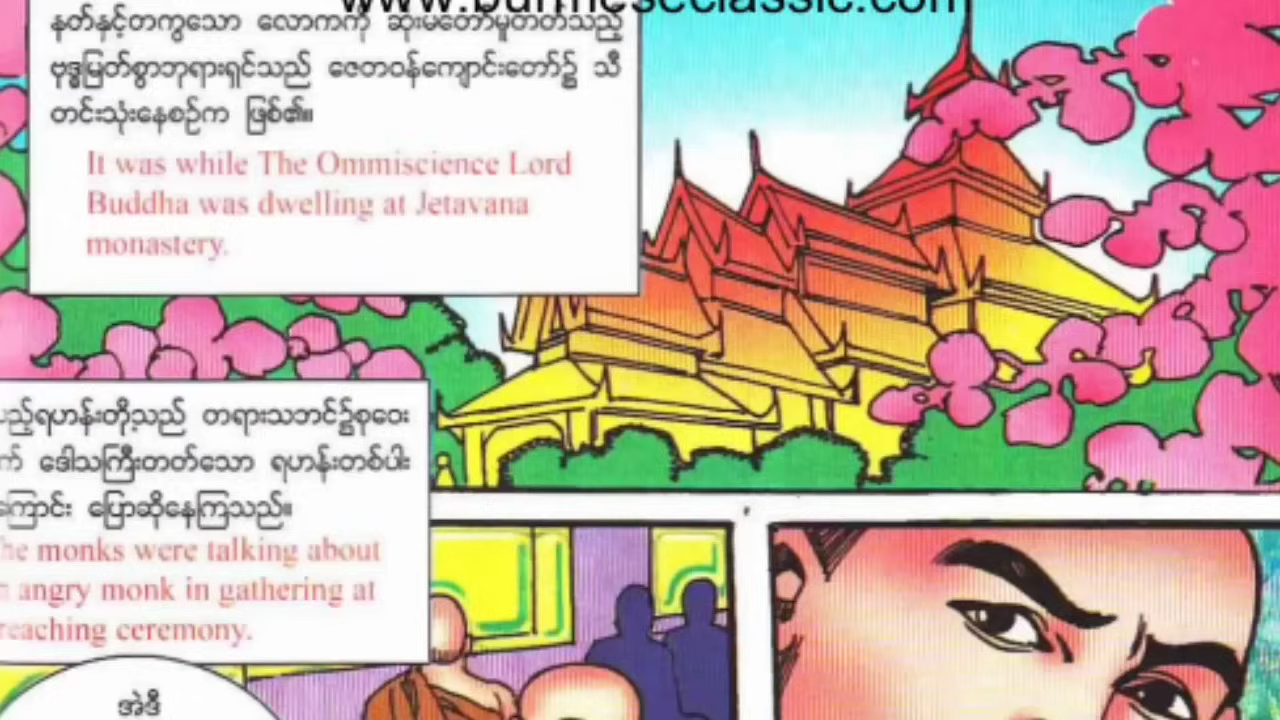 www.burmeseclassic.com
နတ်နှင့်တကွသော လောကကို ဆုံးမတော်မူတတ်သည့်
ဗုဒ္ဓမြတ်စွာဘုရားရှင်သည် ဇေတဝန်ကျောင်းတော်၌ သီ
တင်းသုံးနေစဉ်က ဖြစ်၏။
It was while The Ommiscience Lord
Buddha was dwelling at Jetavana
monastery.
ရဟန်းတို့သည် တရားသဘင်၌စုဝေး
ဒေါသကြီးတတ်သော ရဟန်းတစ်ပါး
ကြောင်း ပြောဆိုနေကြသည်။
he monks were talking about
angry monk in gathering at
reaching ceremony.
အဲဒီ